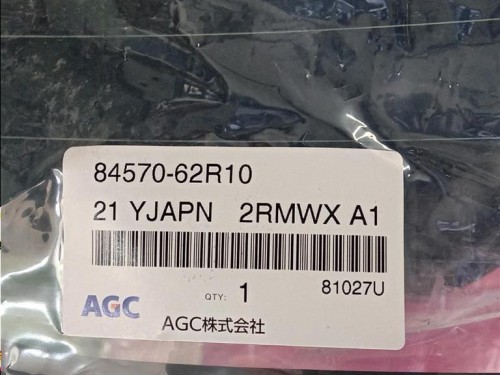 84570-62R10
21 YJAPN 2RMWX A1
QTY: 1 81027U
AGC
AGC株式会社